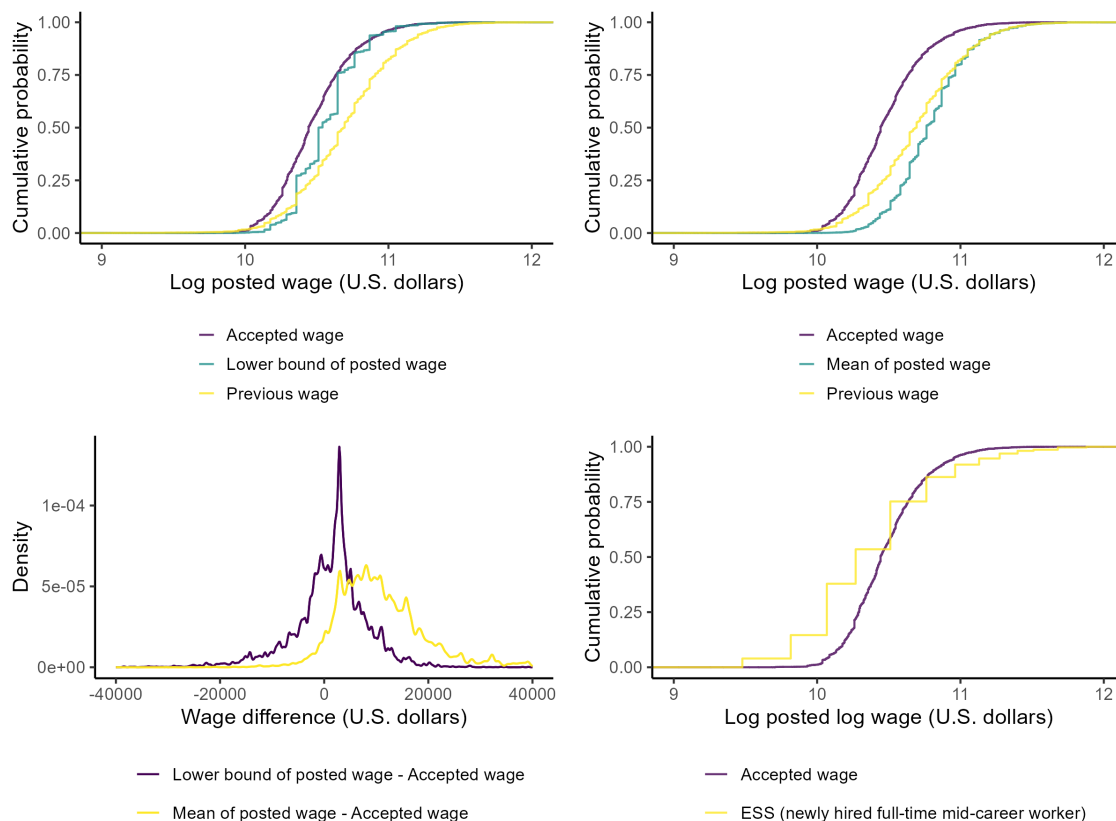 1.00
0.75
0.50
0.25
0.00
Cumulative probability
9
10
11
12
Log posted wage (U.S. dollars)
Accepted wage
Lower bound of posted wage
Previous wage
1.00
0.75
0.50
0.25
0.00
Cumulative probability
9
10
11
12
Log posted wage (U.S. dollars)
Accepted wage
Mean of posted wage
Previous wage
1e-04
5e-05
0e+00
Density
-40000
-20000
0
20000
40000
Wage difference (U.S. dollars)
Lower bound of posted wage - Accepted wage
Mean of posted wage - Accepted wage
1.00
0.75
0.50
0.25
0.00
Cumulative probability
9
10
11
12
Log posted log wage (U.S. dollars)
Accepted wage
ESS (newly hired full-time mid-career worker)